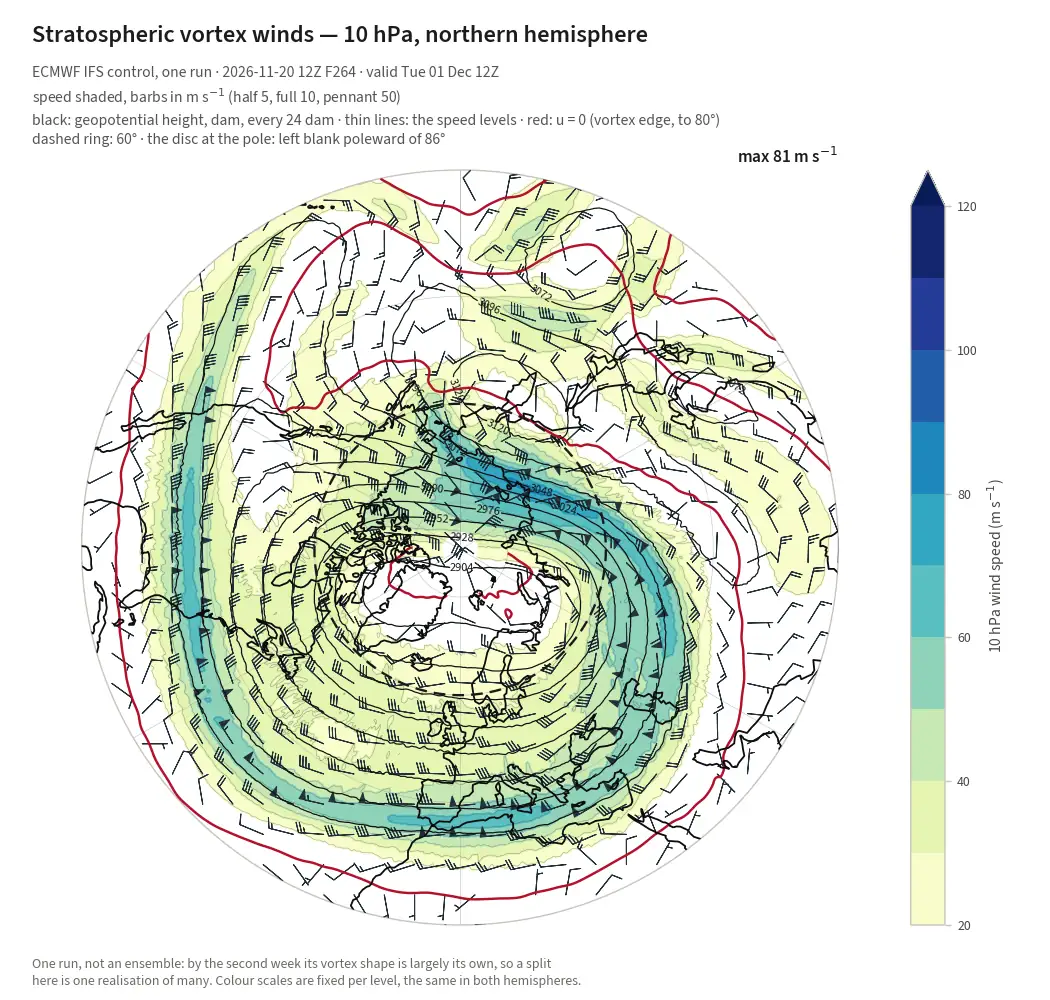 Stratospheric vortex winds — 10 hPa, northern hemisphere
ECMWF IFS control, one run · 2026-11-20 12Z F264 · valid Tue 01 Dec 12Z
speed shaded, barbs in m s⁻¹ (half 5, full 10, pennant 50)
black: geopotential height, dam, every 24 dam · thin lines: the speed levels · red: u = 0 (vortex edge, to 80°)
dashed ring: 60° · the disc at the pole: left blank poleward of 86°
max 81 m s⁻¹
120
100
80
60
40
20
10 hPa wind speed (m s⁻¹)
3072
3096
3048
3024
2976
2928
2904
One run, not an ensemble: by the second week its vortex shape is largely its own, so a split
here is one realisation of many. Colour scales are fixed per level, the same in both hemispheres.